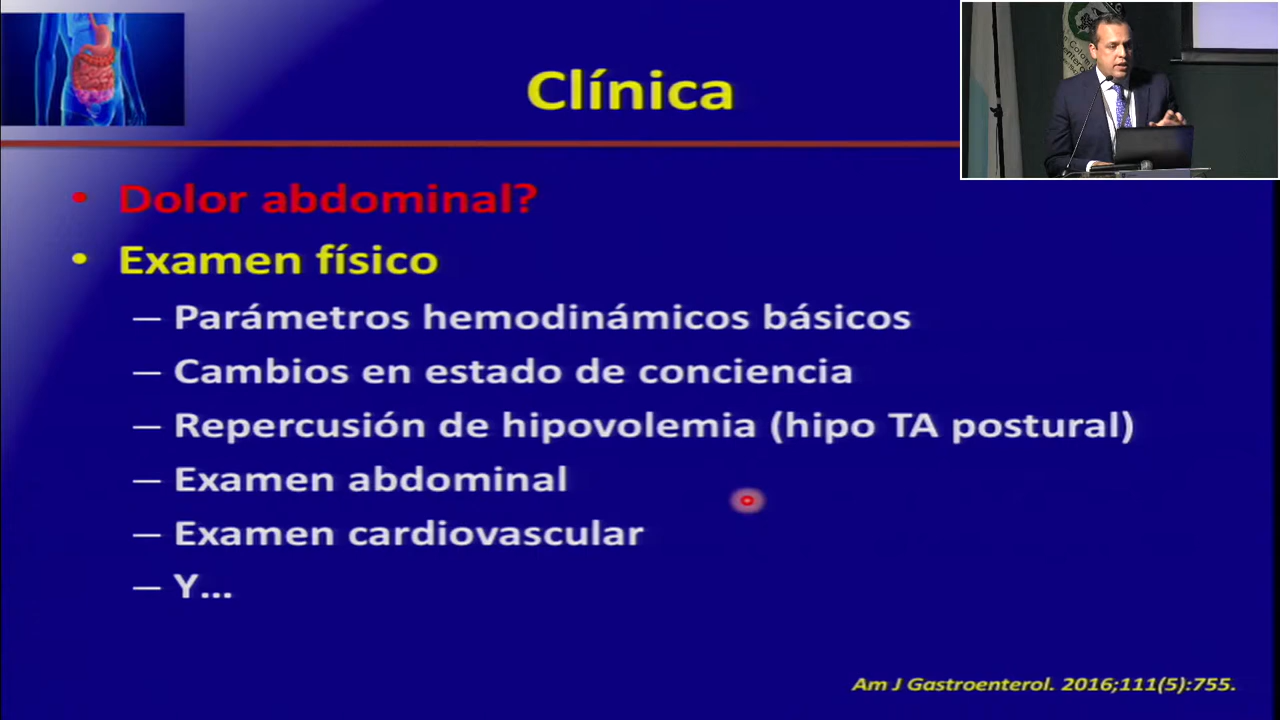 Clínica
• Dolor abdominal?
• Examen físico
– Parámetros hemodinámicos básicos
– Cambios en estado de conciencia
– Repercusión de hipovolemia (hipo TA postural)
– Examen abdominal
– Examen cardiovascular
– Y...
Am J Gastroenterol. 2016;111(5):755.